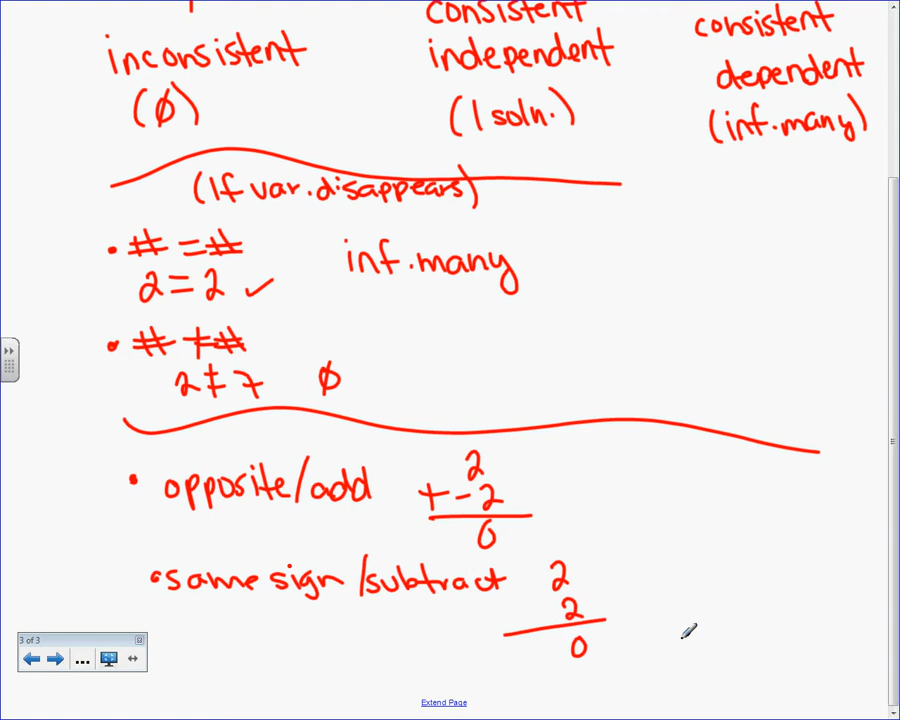 inconsistent
(∅)
consistent
independent
(1 soln.)
consistent
dependent
(inf.many)
(If var.disappears)
• # = #
2 = 2 ✓
inf.many
• # ≠ #
2 ≠ 7 ∅
• opposite/add
2
+ -2
0
• same sign/subtract
2
2
0
3 of 3
...
Extend Page